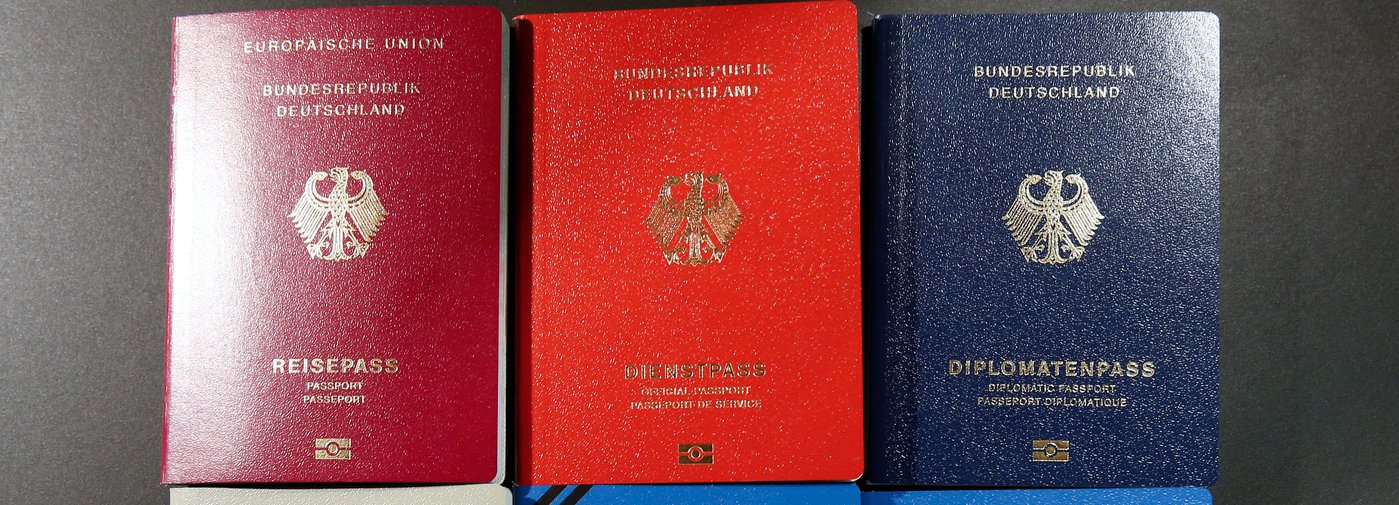 EUROPÄISCHE UNION
BUNDESREPUBLIK
DEUTSCHLAND
REISEPASS
PASSPORT
PASSEPORT
BUNDESREPUBLIK
DEUTSCHLAND
DIENSTPASS
OFFICIAL PASSPORT
PASSEPORT DE SERVICE
BUNDESREPUBLIK
DEUTSCHLAND
DIPLOMATENPASS
DIPLOMATIC PASSPORT
PASSEPORT DIPLOMATIQUE